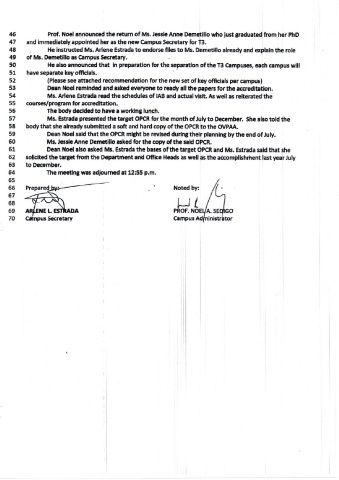 46 Prof. Noel announced the return of Ms. Jessie Anne Demetillo who just graduated from her PhD
47 and immediately appointed her as the new Campus Secretary for T3.
48 He instructed Ms. Arlene Estrada to endorse files to Ms. Demetillo already and explain the role
49 of Ms. Demetillo as Campus Secretary.
50 He also announced that in preparation for the separation of the T3 Campuses, each campus will
51 have separate key officials.
52 (Please see attached recommendation for the new set of key officials per campus)
53 Dean Noel reminded and asked everyone to ready all the papers for the accreditation.
54 Ms. Arlene Estrada read the schedules of IAB and actual visit. As well as reiterated the
55 courses/program for accreditation.
56 The body decided to have a working lunch.
57 Ms. Estrada presented the target OPCR for the month of July to December. She also told the
58 body that she already submitted a soft and hard copy of the OPCR to the OVPAA.
59 Dean Noel said that the OPCR might be revised during their planning by the end of July.
60 Ms. Jessie Anne Demetillo asked for the copy of the said OPCR.
61 Dean Noel also asked Ms. Estrada the bases of the target OPCR and Ms. Estrada said that she
62 solicited the target from the Department and Office Heads as well as the accomplishment last year July
63 to December.
64 The meeting was adjourned at 12:55 p.m.
65
66 Prepared by: Noted by:
67
68
69 ARLENE L. ESTRADA PROF. NOEL A. SEDIGO
70 Campus Secretary Campus Administrator